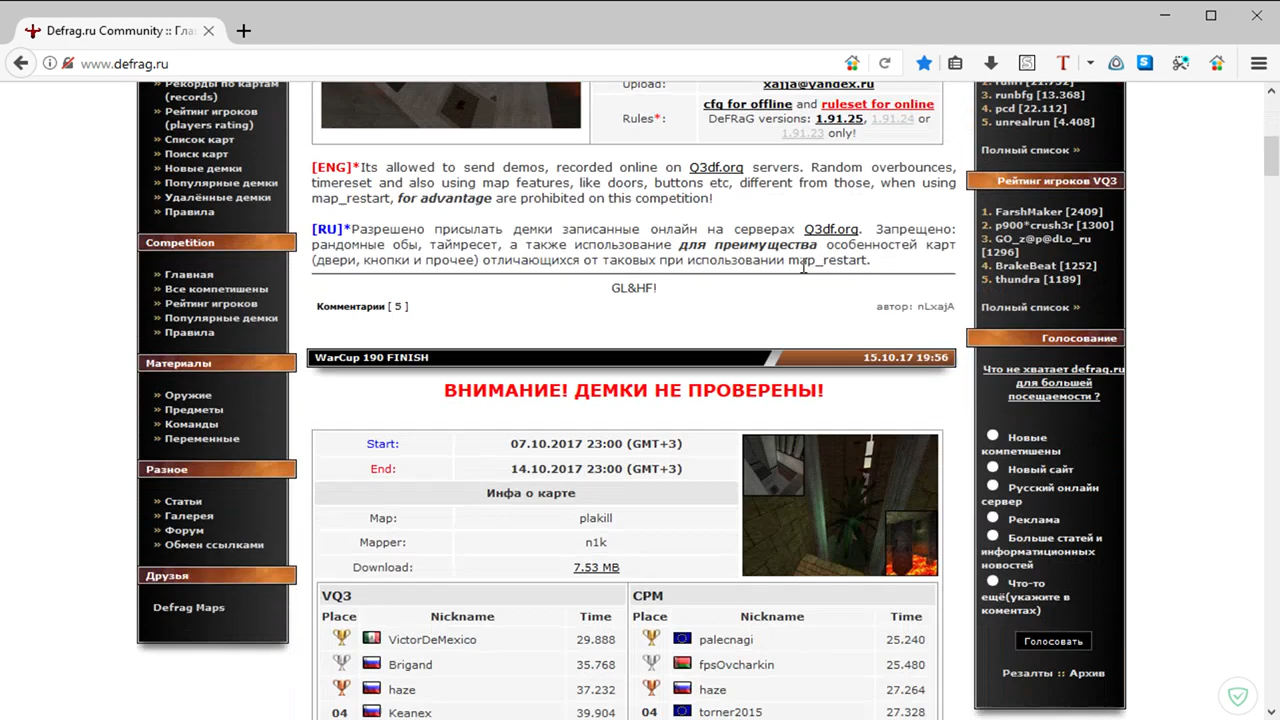 Defrag.ru Community :: Гла
www.defrag.ru
Рекорды по картам
(records)
Рейтинг игроков
(players rating)
Список карт
Поиск карт
Новые демки
Популярные демки
Удалённые демки
Правила
Competition
Главная
Все компетишены
Рейтинг игроков
Популярные демки
Правила
Материалы
Оружие
Предметы
Команды
Переменные
Разное
Статьи
Галерея
Форум
Обмен ссылками
Друзья
Defrag Maps
Upload: xajja@yandex.ru
Rules*: cfg for offline and ruleset for online
DeFRaG versions: 1.91.25, 1.91.24 or
1.91.23 only!
[ENG]*Its allowed to send demos, recorded online on Q3df.org servers. Random overbounces,
timereset and also using map features, like doors, buttons etc, different from those, when using
map_restart, for advantage are prohibited on this competition!
[RU]*Разрешено присылать демки записанные онлайн на серверах Q3df.org. Запрещено:
рандомные обы, таймресет, а также использование для преимущества особенностей карт
(двери, кнопки и прочее) отличающихся от таковых при использовании map_restart.
GL&HF!
Комментарии [ 5 ] автор: nLxajA
WarCup 190 FINISH 15.10.17 19:56
ВНИМАНИЕ! ДЕМКИ НЕ ПРОВЕРЕНЫ!
Start: 07.10.2017 23:00 (GMT+3)
End: 14.10.2017 23:00 (GMT+3)
Инфа о карте
Map: plakill
Mapper: n1k
Download: 7.53 MB
VQ3
Place Nickname Time
VictorDeMexico 29.888
Brigand 35.768
haze 37.232
04 Keanex 39.904
CPM
Place Nickname Time
palecnagi 25.240
fpsOvcharkin 25.480
haze 27.264
04 torner2015 27.328
3. runbfg [13.368]
4. pcd [22.112]
5. unrealrun [4.408]
Полный список »
Рейтинг игроков VQ3
1. FarshMaker [2409]
2. p900*crush3r [1300]
3. GO_z@p@dLo_ru
[1296]
4. BrakeBeat [1252]
5. thundra [1189]
Полный список »
Голосование
Что не хватает defrag.ru
для большей
посещаемости ?
Новые
компетишены
Новый сайт
Русский онлайн
сервер
Реклама
Больше статей и
информатионных
новостей
Что-то
ещё(укажите в
коментах)
Голосовать
Резалты :: Архив